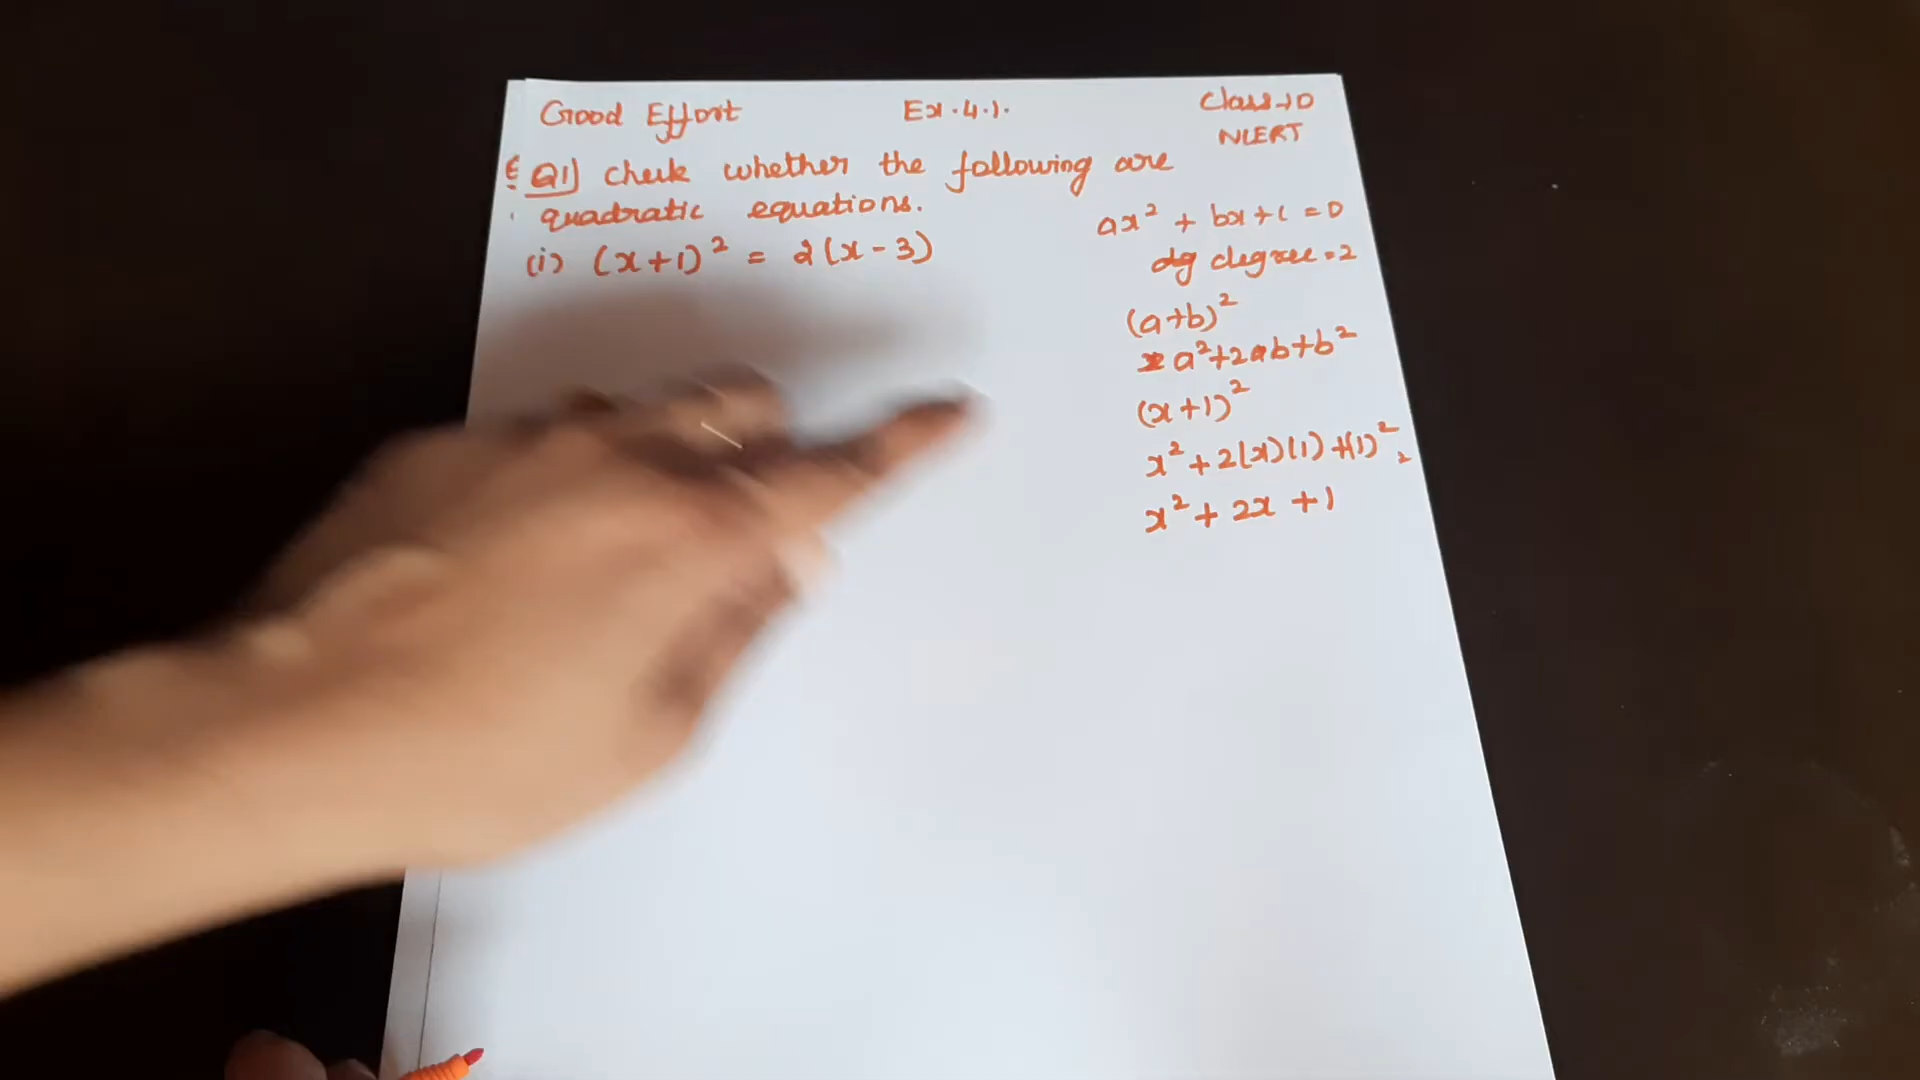 Good Effort Ex.4.1. Class-10
NCERT
Q1) check whether the following are
quadratic equations.
(i) (x+1)² = 2(x-3)
ax² + bx + c = 0
dg degree = 2
(a+b)²
a²+2ab+b²
(x+1)²
x²+2(x)(1)+(1)²
x² + 2x + 1